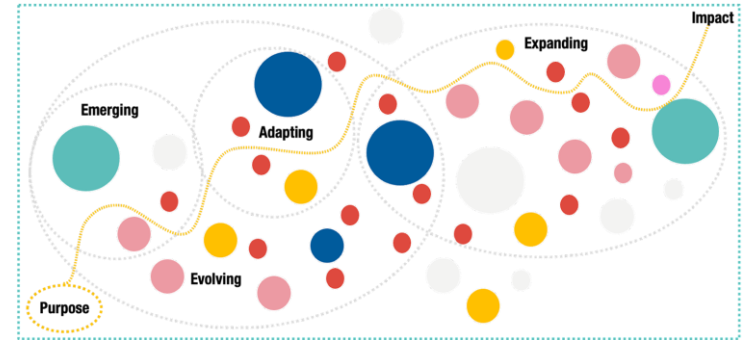 Impact
Expanding
Emerging
Adapting
Evolving
Purpose